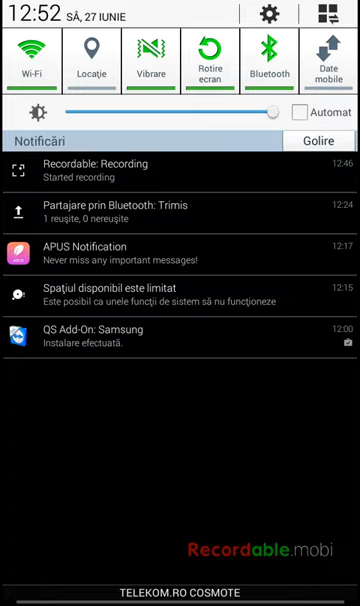 12:52 SÂ, 27 IUNIE
Wi-Fi
Locaţie
Vibrare
Rotire
ecran
Bluetooth
Date
mobile
Automat
Notificări
Golire
Recordable: Recording 12:46
Started recording
Partajare prin Bluetooth: Trimis 12:24
1 reuşite, 0 nereuşite
APUS
APUS Notification 12:17
Never miss any important messages!
Spaţiul disponibil este limitat 12:15
Este posibil ca unele funcţii de sistem să nu funcţioneze
QS Add-On: Samsung 12:00
Instalare efectuată.
Recordable.mobi
TELEKOM.RO COSMOTE